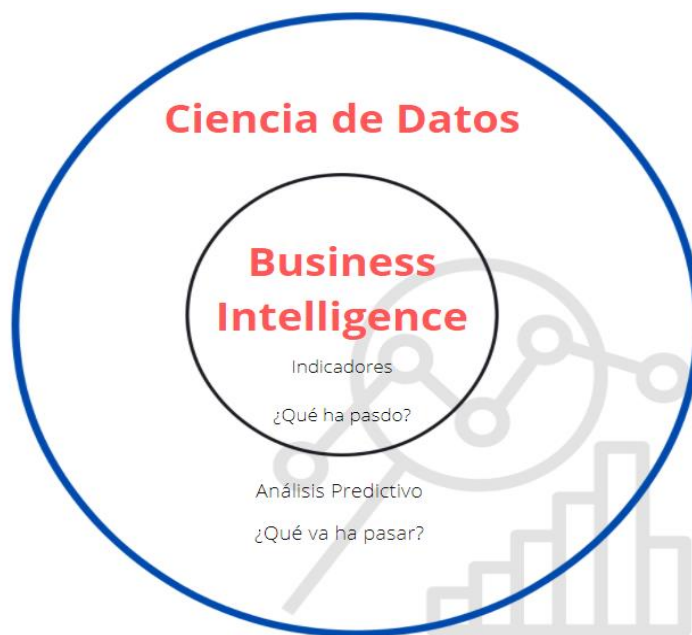 Ciencia de Datos
Business
Intelligence
Indicadores
¿Qué ha pasdo?
Análisis Predictivo
¿Qué va ha pasar?